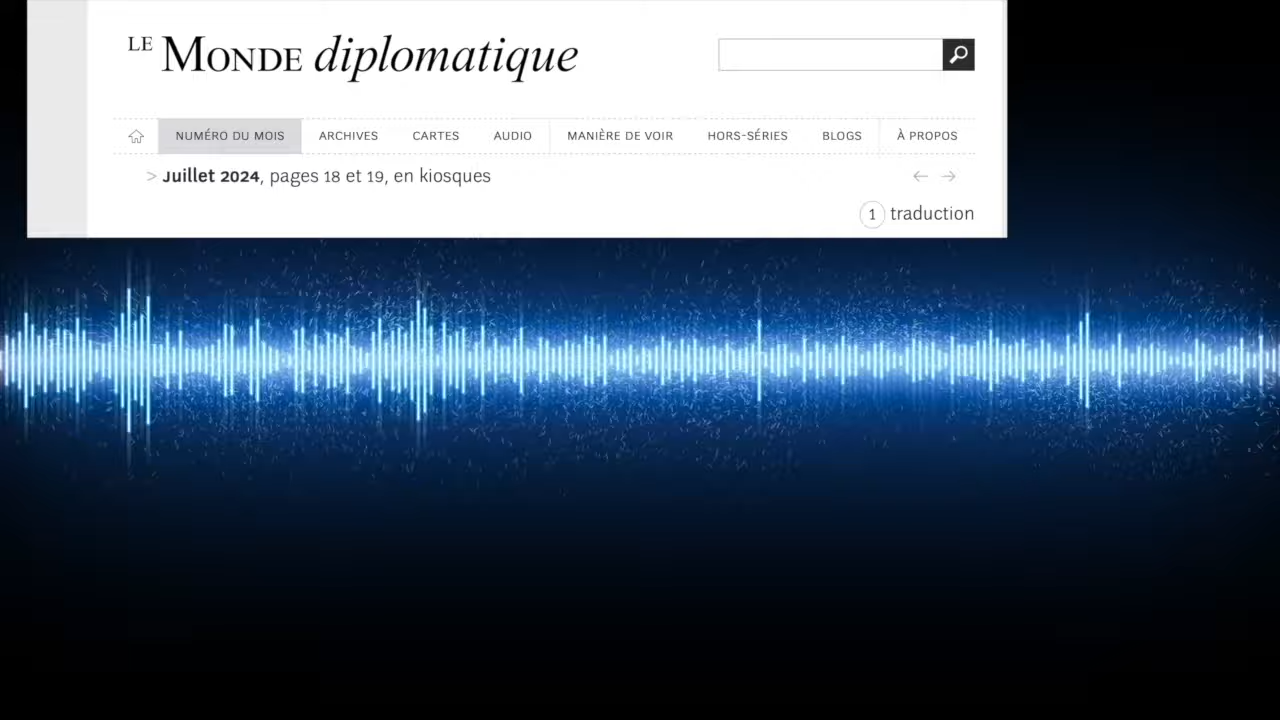 LE MONDE diplomatique
NUMÉRO DU MOIS ARCHIVES CARTES AUDIO MANIÈRE DE VOIR HORS-SÉRIES BLOGS À PROPOS
> Juillet 2024, pages 18 et 19, en kiosques ← →
1 traduction